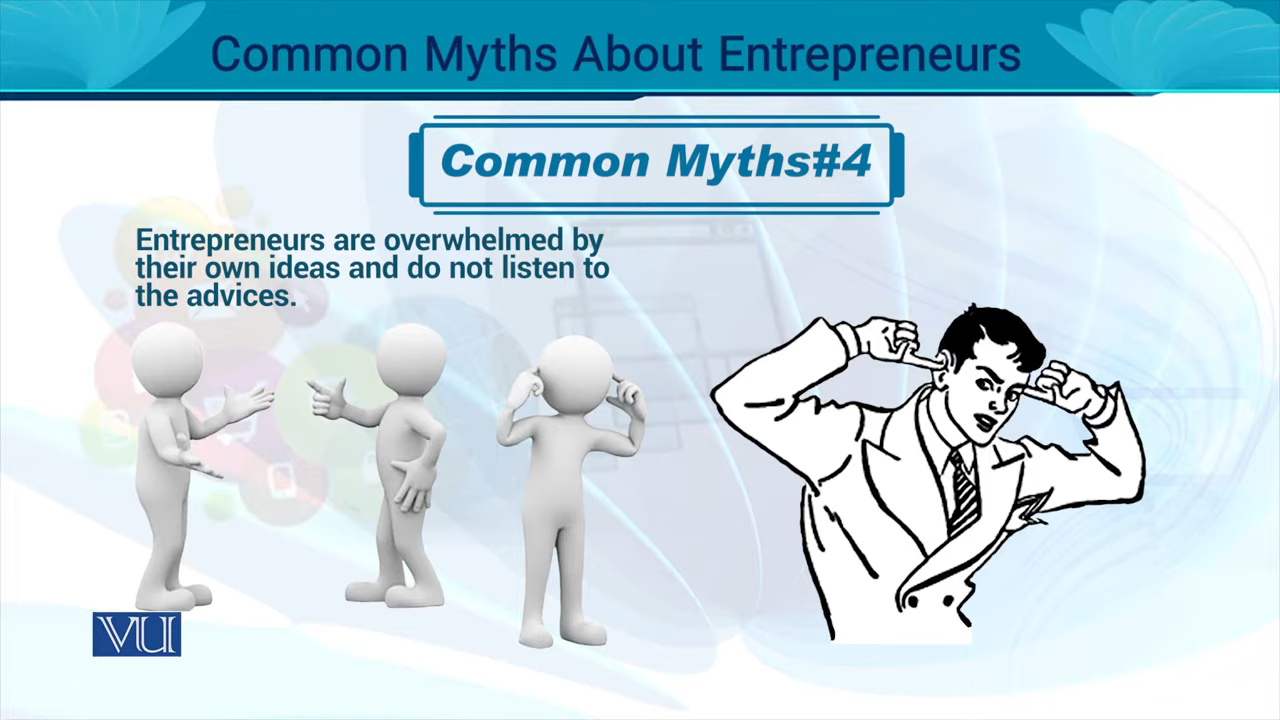 Common Myths About Entrepreneurs
Common Myths#4
Entrepreneurs are overwhelmed by
their own ideas and do not listen to
the advices.
VU